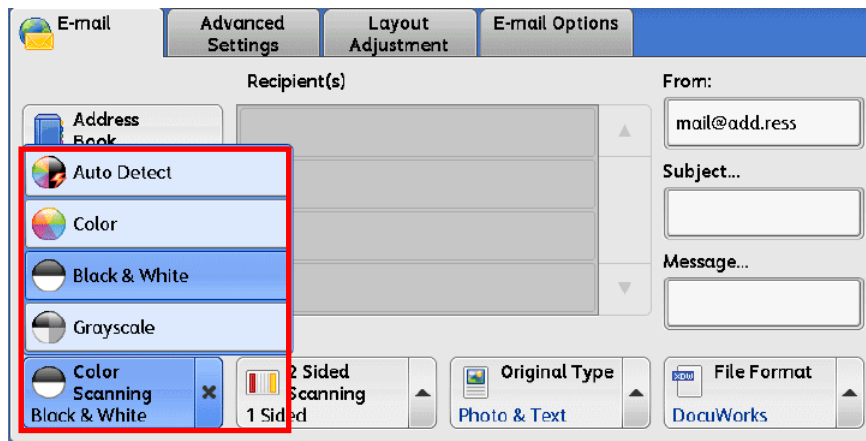 E-mail
Advanced
Settings
Layout
Adjustment
E-mail Options
Recipient(s)
From:
Address
Book
mail@add.ress
Auto Detect
Subject...
Color
Black & White
Message...
Grayscale
Color
Scanning
Black & White
2 Sided
Scanning
1 Sided
Original Type
Photo & Text
XDW
File Format
DocuWorks